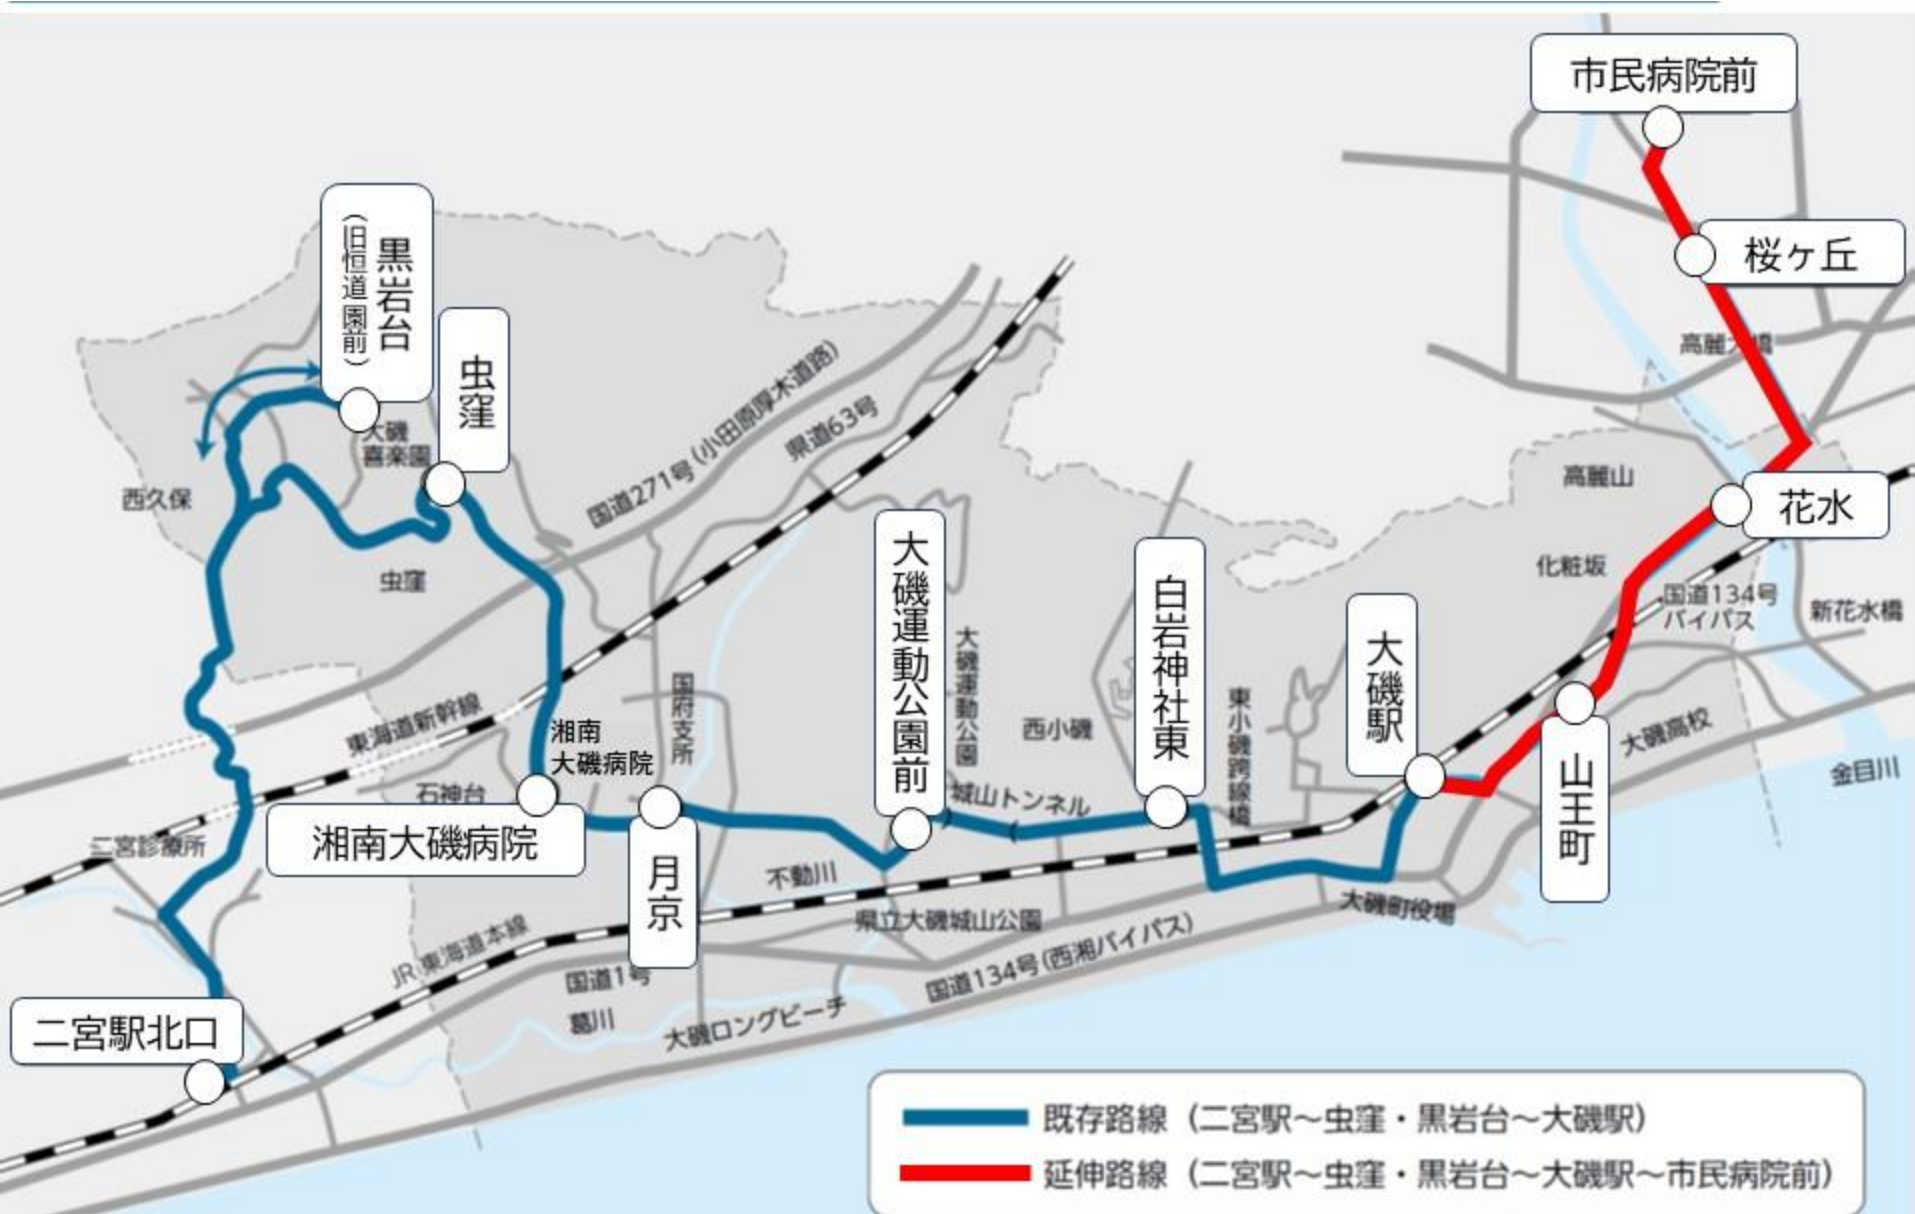 市民病院前
桜ヶ丘
高麗大橋
高麗山
花水
化粧坂
国道134号
バイパス
新花水橋
黒岩台
(旧恒道園前)
虫窪
大磯
喜楽園
西久保
虫窪
国道271号(小田原厚木道路)
県道63号
大磯運動公園前
大磯運動公園
白岩神社東
西小磯
東小磯跨線橋
大磯駅
山王町
大磯高校
金目川
東海道新幹線
湘南
大磯病院
国府支所
石神台
湘南大磯病院
月京
城山トンネル
不動川
二宮診療所
県立大磯城山公園
大磯町役場
JR 東海道本線
国道1号
国道134号(西湘バイパス)
葛川
大磯ロングビーチ
二宮駅北口
既存路線(二宮駅~虫窪・黒岩台~大磯駅)
延伸路線(二宮駅~虫窪・黒岩台~大磯駅~市民病院前)